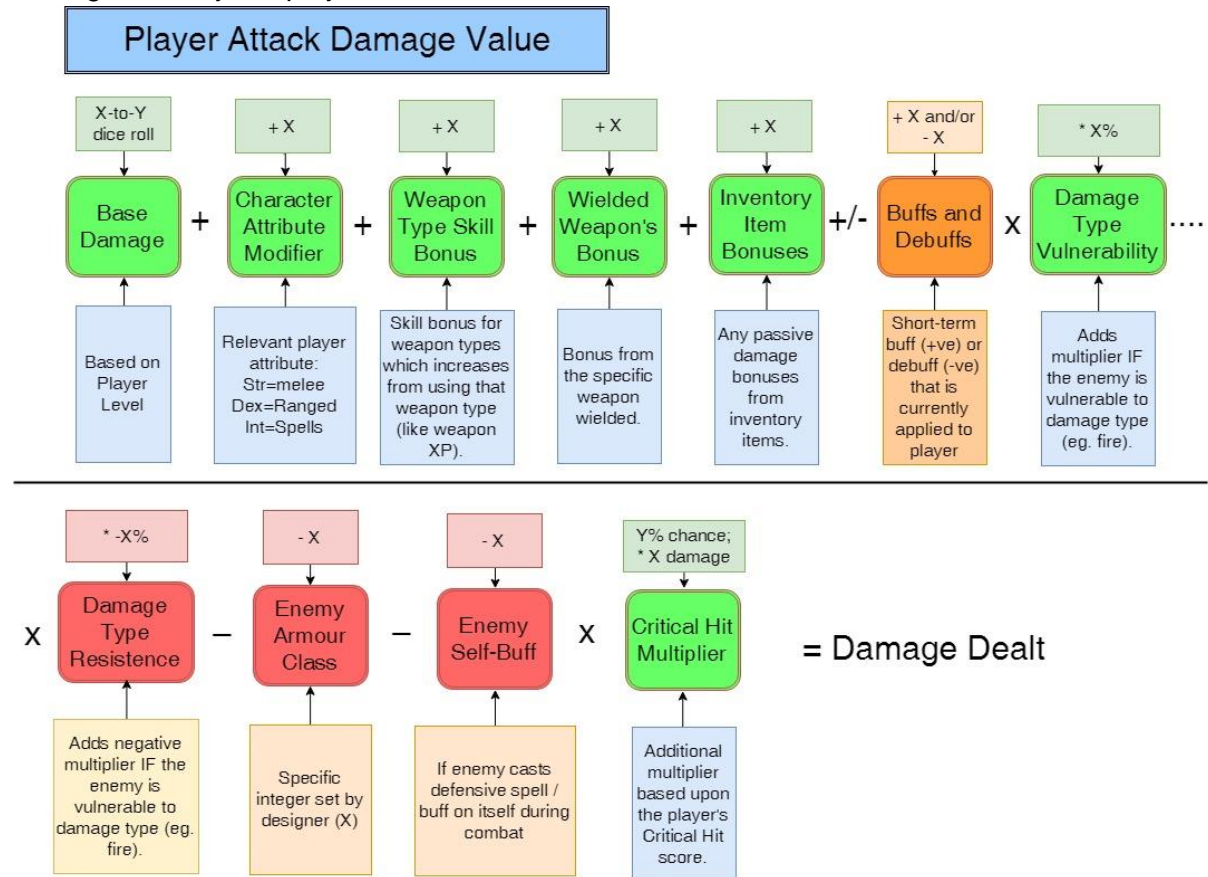 Player Attack Damage Value
X-to-Y
dice roll
+ X
+ X
+ X
+ X
+ X and/or
- X
* X%
Base
Damage
+
Character
Attribute
Modifier
+
Weapon
Type Skill
Bonus
+
Wielded
Weapon's
Bonus
+
Inventory
Item
Bonuses
+/-
Buffs and
Debuffs
x
Damage
Type
Vulnerability
....
Based on
Player
Level
Relevant player
attribute:
Str=melee
Dex=Ranged
Int=Spells
Skill bonus for
weapon types
which increases
from using that
weapon type
(like weapon
XP).
Bonus from
the specific
weapon
wielded.
Any passive
damage
bonuses
from
inventory
items.
Short-term
buff (+ve) or
debuff (-ve)
that is
currently
applied to
player
Adds
multiplier IF
the enemy is
vulnerable to
damage type
(eg. fire).
* -X%
- X
- X
Y% chance;
* X damage
x
Damage
Type
Resistence
–
Enemy
Armour
Class
–
Enemy
Self-Buff
x
Critical Hit
Multiplier
= Damage Dealt
Adds negative
multiplier IF the
enemy is
vulnerable to
damage type (eg.
fire).
Specific
integer set by
designer (X)
If enemy casts
defensive spell /
buff on itself during
combat
Additional
multiplier
based upon
the player's
Critical Hit
score.